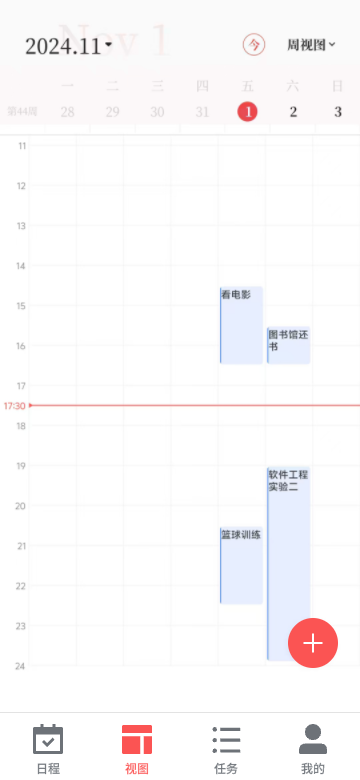 Nov 1
2024.11
今
周视图
一 二 三 四 五 六 日
第44周 28 29 30 31 1 2 3
11
12
13
14
看电影
15
图书馆还
书
16
17
17:30
18
19
软件工程
实验二
20
篮球训练
21
22
23
24
日程 视图 任务 我的